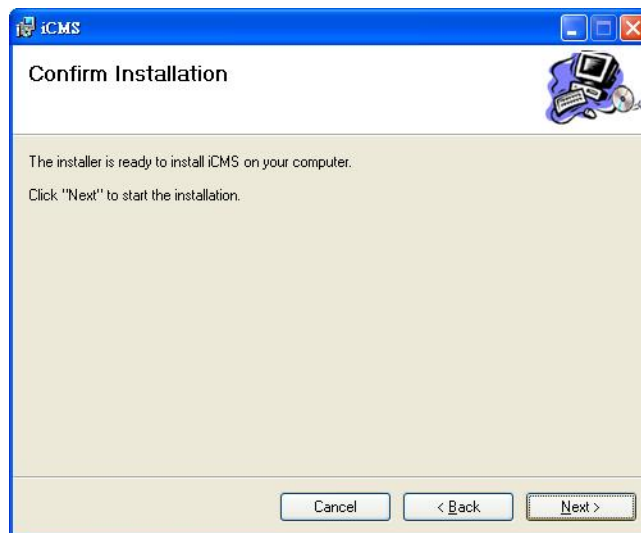 iCMS
Confirm Installation
The installer is ready to install iCMS on your computer.
Click "Next" to start the installation.
Cancel
< Back
Next >